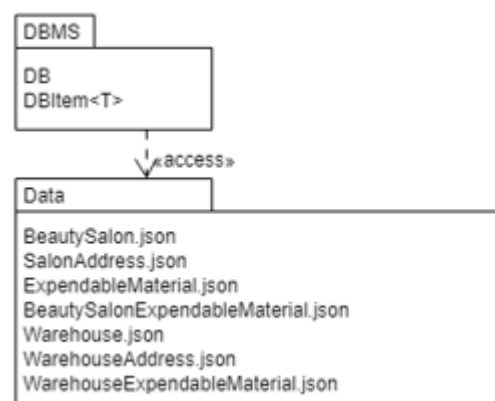 DBMS
DB
DBItem<T>
«access»
Data
BeautySalon.json
SalonAddress.json
ExpendableMaterial.json
BeautySalonExpendableMaterial.json
Warehouse.json
WarehouseAddress.json
WarehouseExpendableMaterial.json